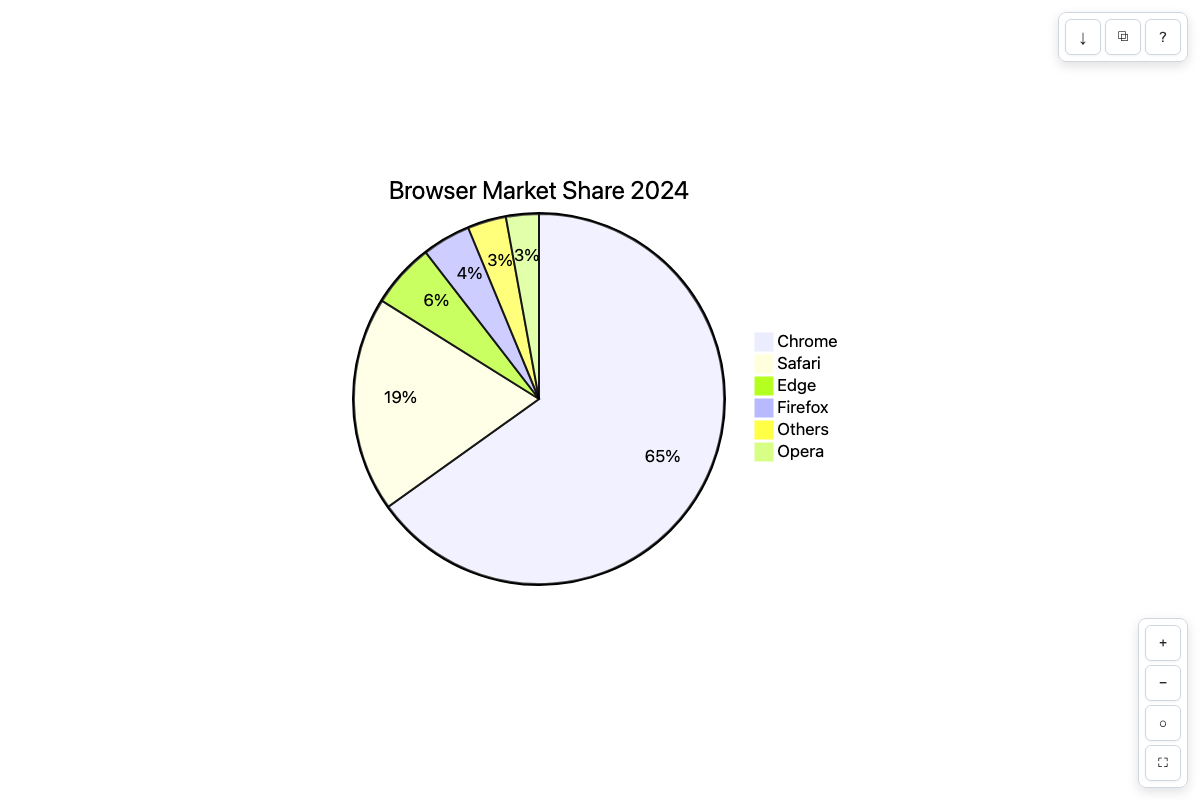 ↓ ⧉ ?
Browser Market Share 2024
65%
19%
6%
4%
3%
3%
Chrome
Safari
Edge
Firefox
Others
Opera
+
−
○
⛶